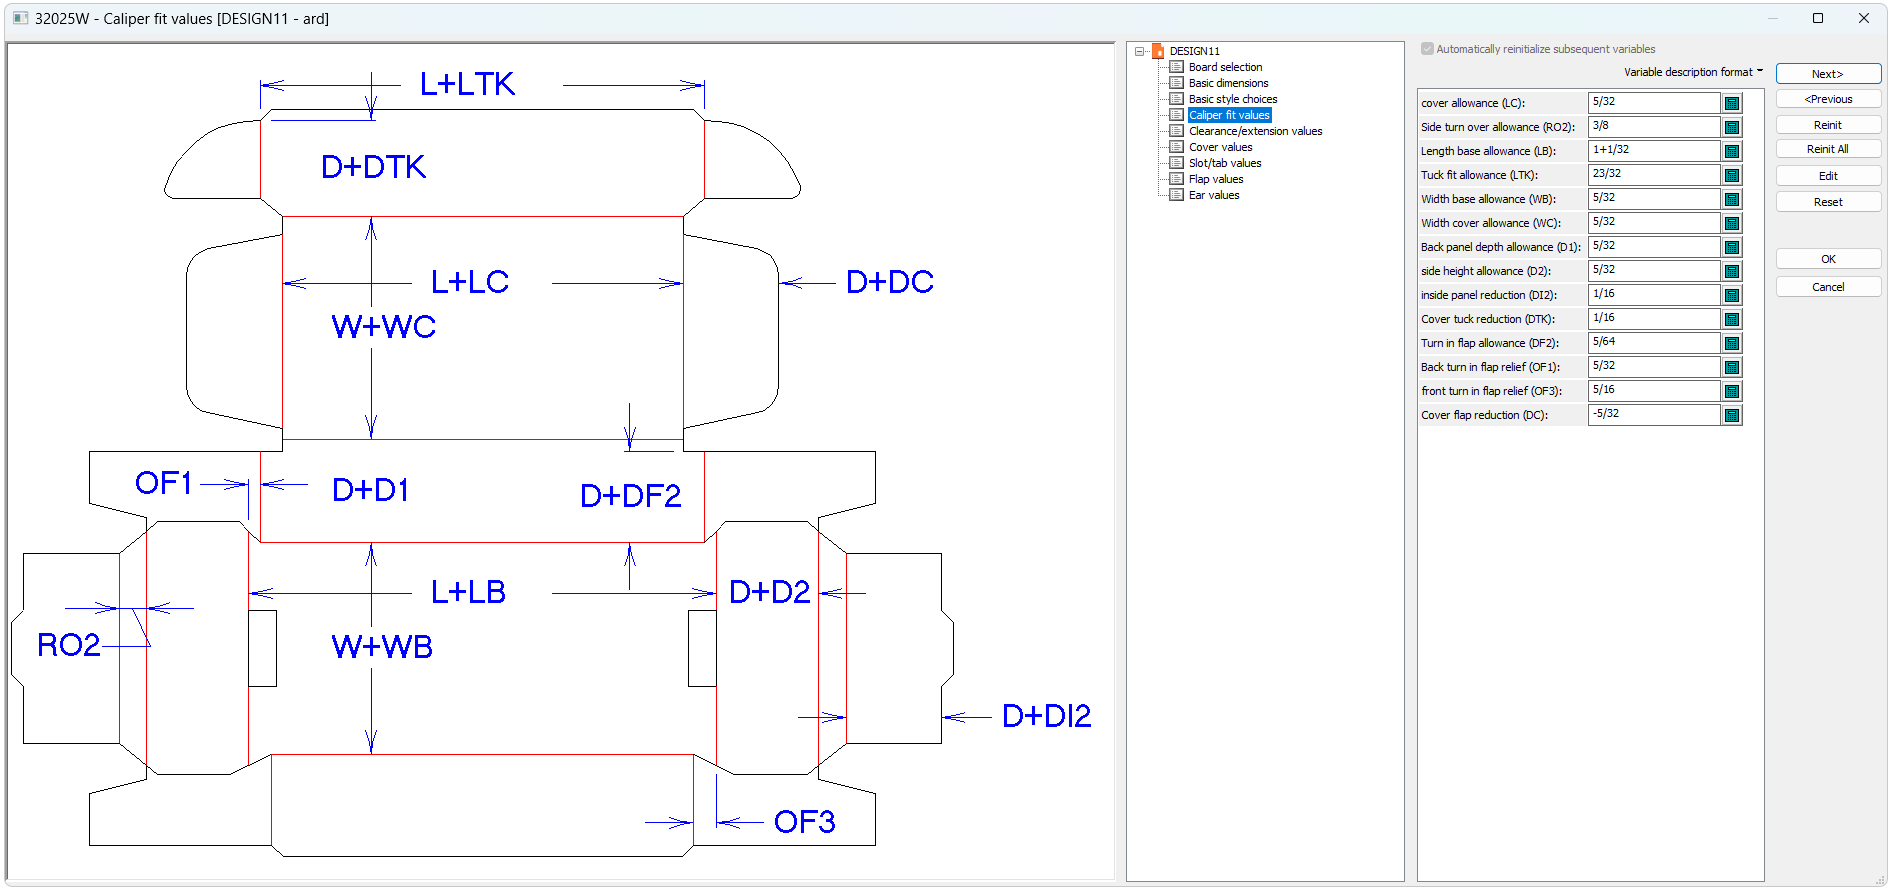 32025W - Caliper fit values [DESIGN11 - ard]
L+LTK
D+DTK
L+LC
D+DC
W+WC
OF1
D+D1
D+DF2
L+LB
D+D2
RO2
W+WB
D+DI2
OF3
DESIGN11
Board selection
Basic dimensions
Basic style choices
Caliper fit values
Clearance/extension values
Cover values
Slot/tab values
Flap values
Ear values
Automatically reinitialize subsequent variables
Variable description format
cover allowance (LC): 5/32
Side turn over allowance (RO2): 3/8
Length base allowance (LB): 1+1/32
Tuck fit allowance (LTK): 23/32
Width base allowance (WB): 5/32
Width cover allowance (WC): 5/32
Back panel depth allowance (D1): 5/32
side height allowance (D2): 5/32
inside panel reduction (DI2): 1/16
Cover tuck reduction (DTK): 1/16
Turn in flap allowance (DF2): 5/64
Back turn in flap relief (OF1): 5/32
front turn in flap relief (OF3): 5/16
Cover flap reduction (DC): -5/32
Next>
<Previous
Reinit
Reinit All
Edit
Reset
OK
Cancel